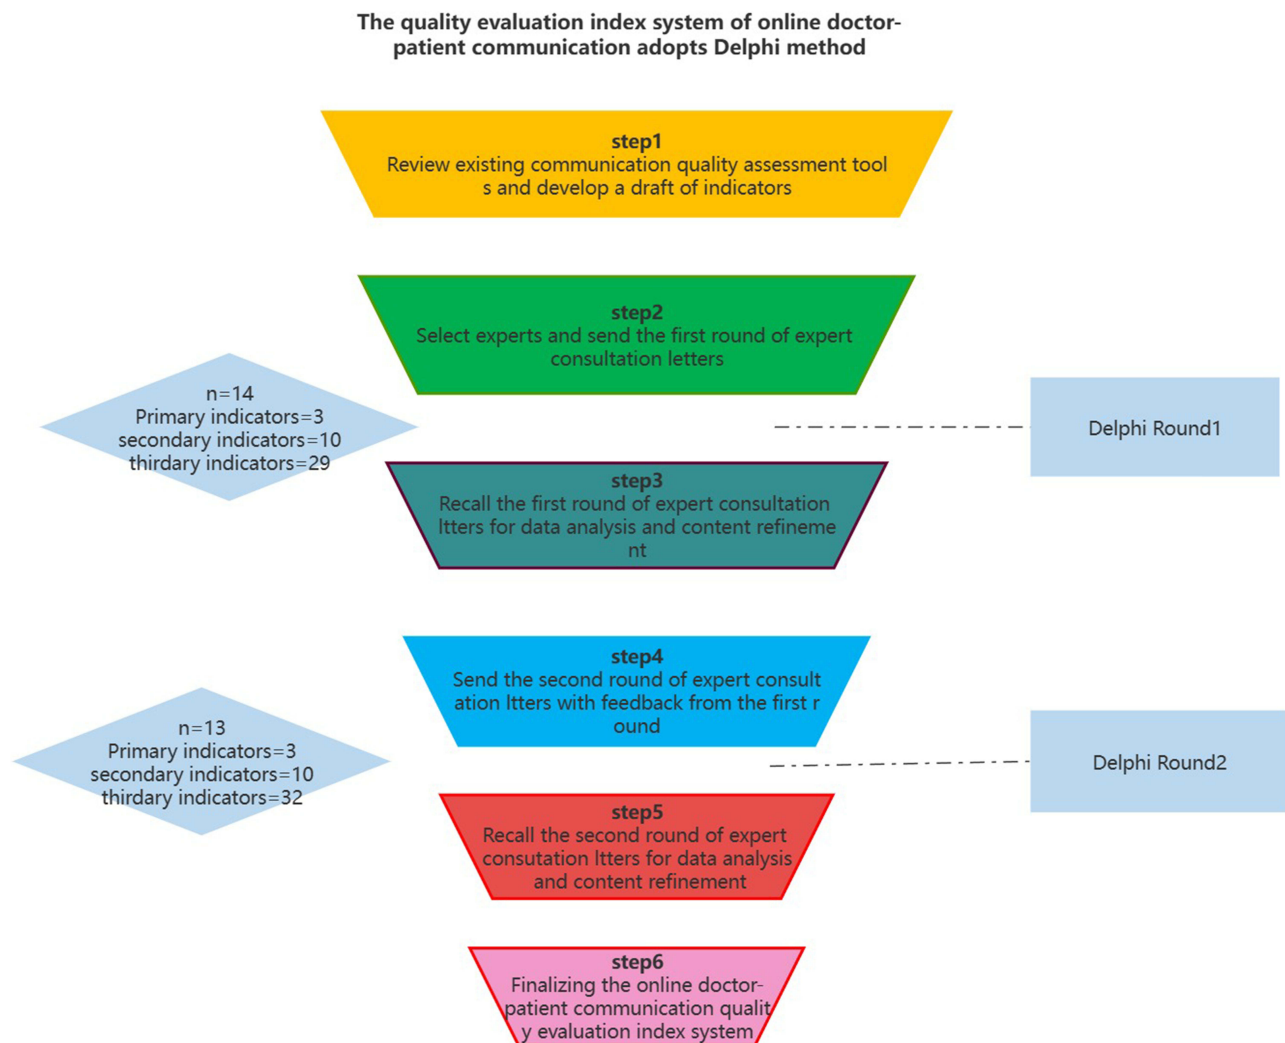 The quality evaluation index system of online doctor-
patient communication adopts Delphi method
step1
Review existing communication quality assessment tool
s and develop a draft of indicators
step2
Select experts and send the first round of expert
consultation letters
n=14
Primary indicators=3
secondary indicators=10
thirdary indicators=29
Delphi Round1
step3
Recall the first round of expert consultation
ltters for data analysis and content refineme
nt
step4
Send the second round of expert consult
ation ltters with feedback from the first r
ound
n=13
Primary indicators=3
secondary indicators=10
thirdary indicators=32
Delphi Round2
step5
Recall the second round of expert
consutation ltters for data analysis
and content refinement
step6
Finalizing the online doctor-
patient communication qualit
y evaluation index system